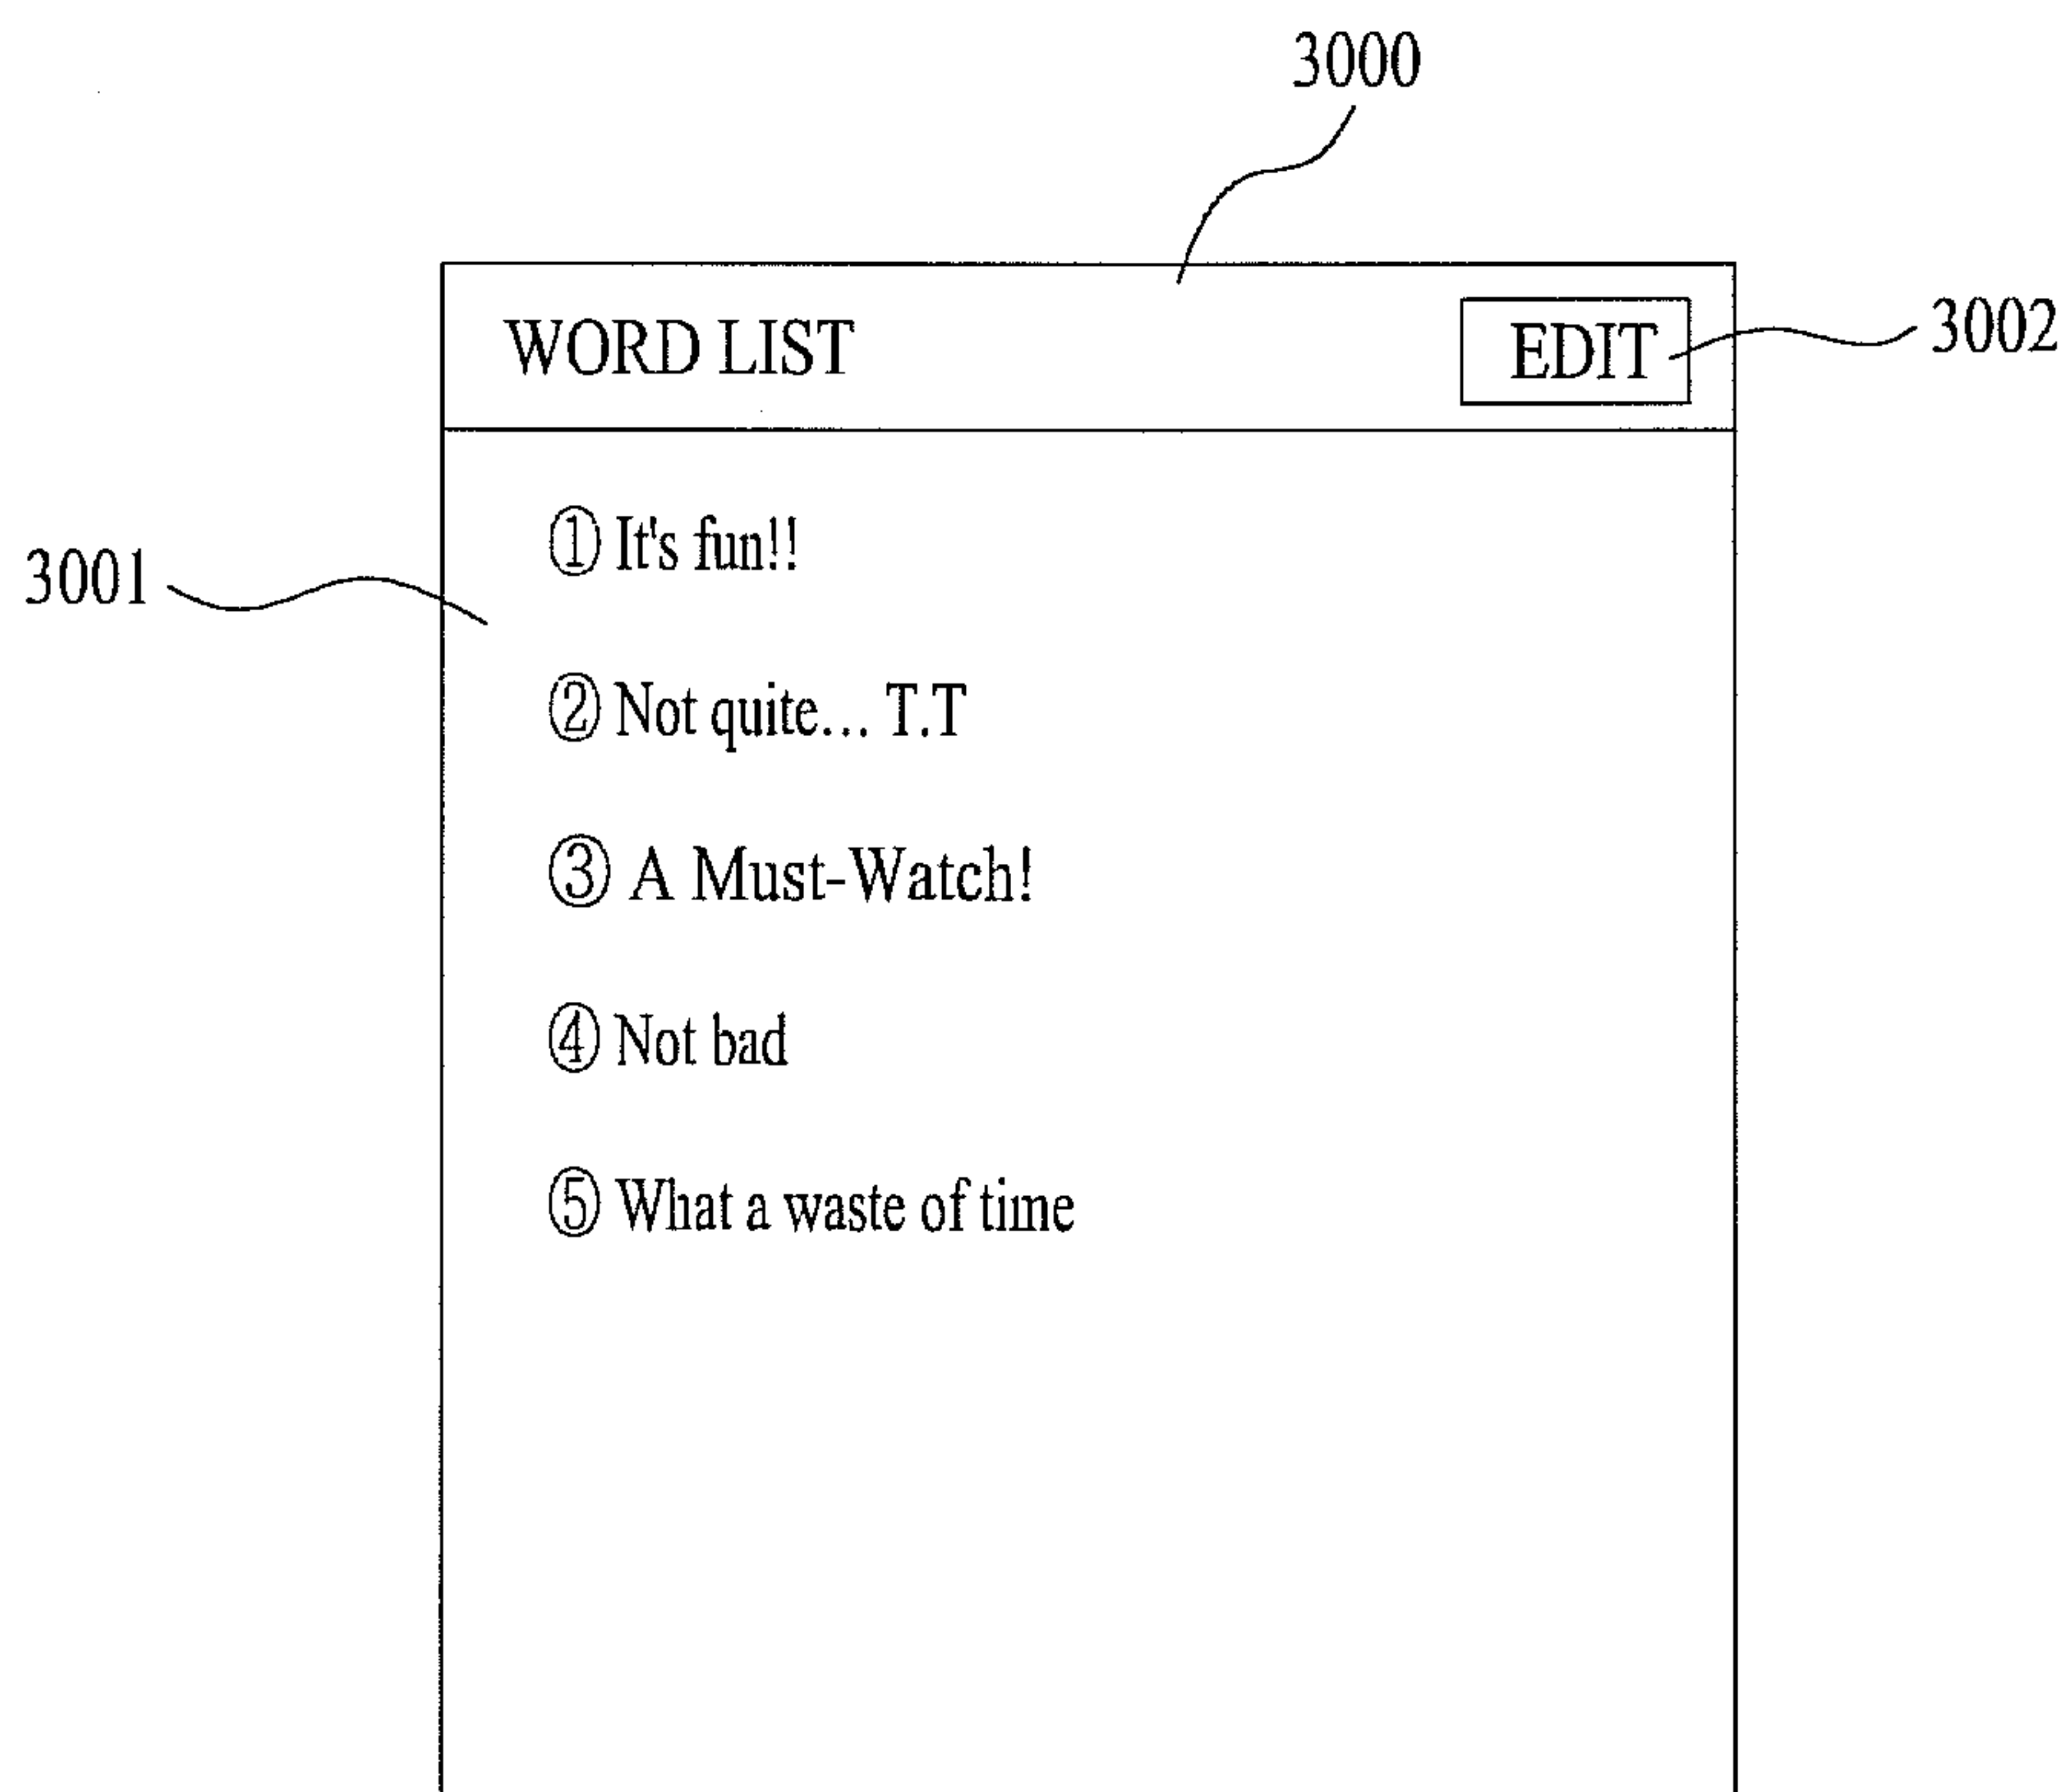 3000
WORD LIST
EDIT
3002
① It's fun!!
3001
② Not quite... T.T
③ A Must-Watch!
④ Not bad
⑤ What a waste of time